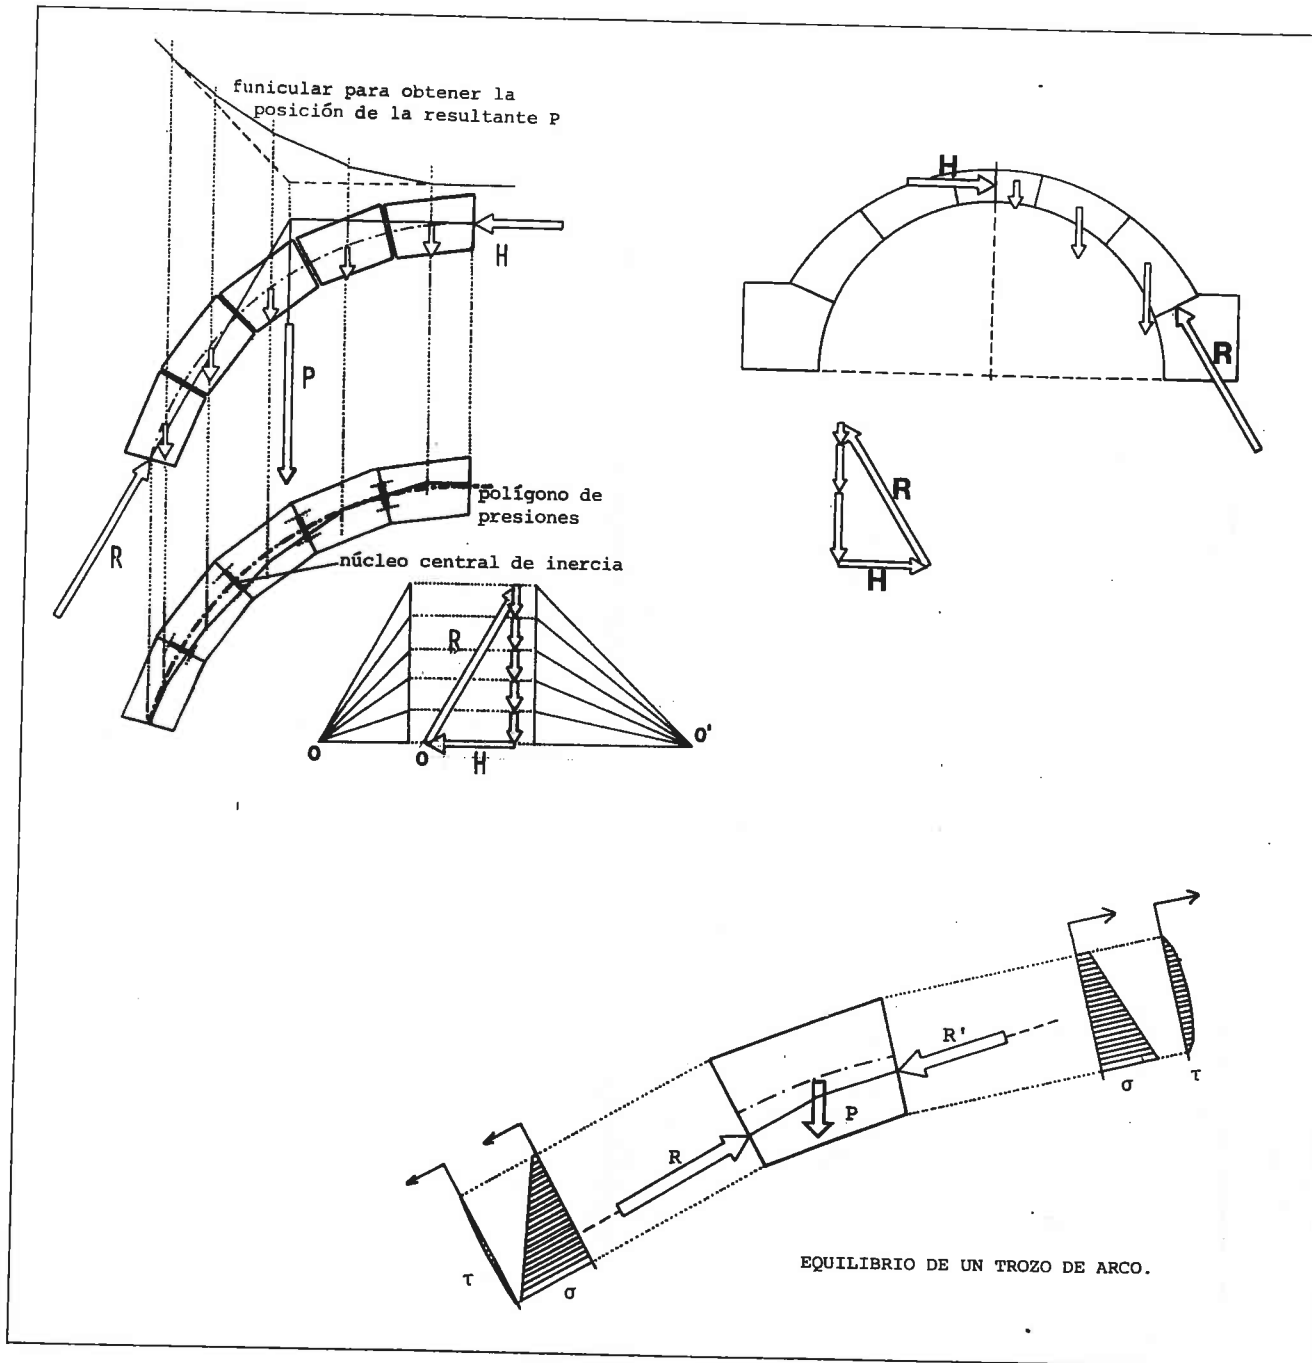 funicular para obtener la
posición de la resultante P
H
P
R
polígono de
presiones
núcleo central de inercia
R
O
O
H
O'
H
R
R
H
R'
P
R
σ
τ
τ
σ
EQUILIBRIO DE UN TROZO DE ARCO.